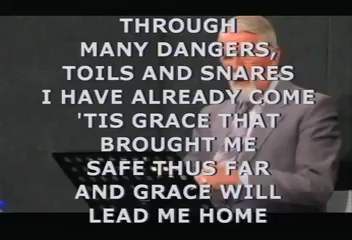 THROUGH
MANY DANGERS,
TOILS AND SNARES
I HAVE ALREADY COME
'TIS GRACE THAT
BROUGHT ME
SAFE THUS FAR
AND GRACE WILL
LEAD ME HOME